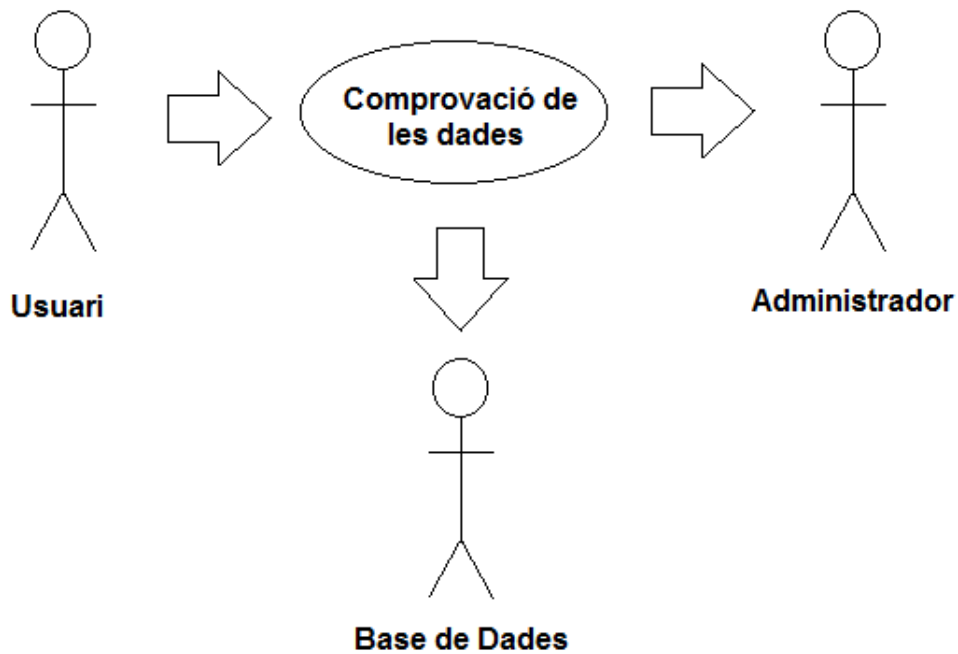 Comprovació de
les dades
Usuari
Administrador
Base de Dades